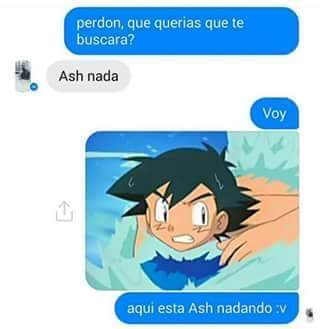 perdon, que querias que te
buscara?
Ash nada
Voy
aqui esta Ash nadando :v